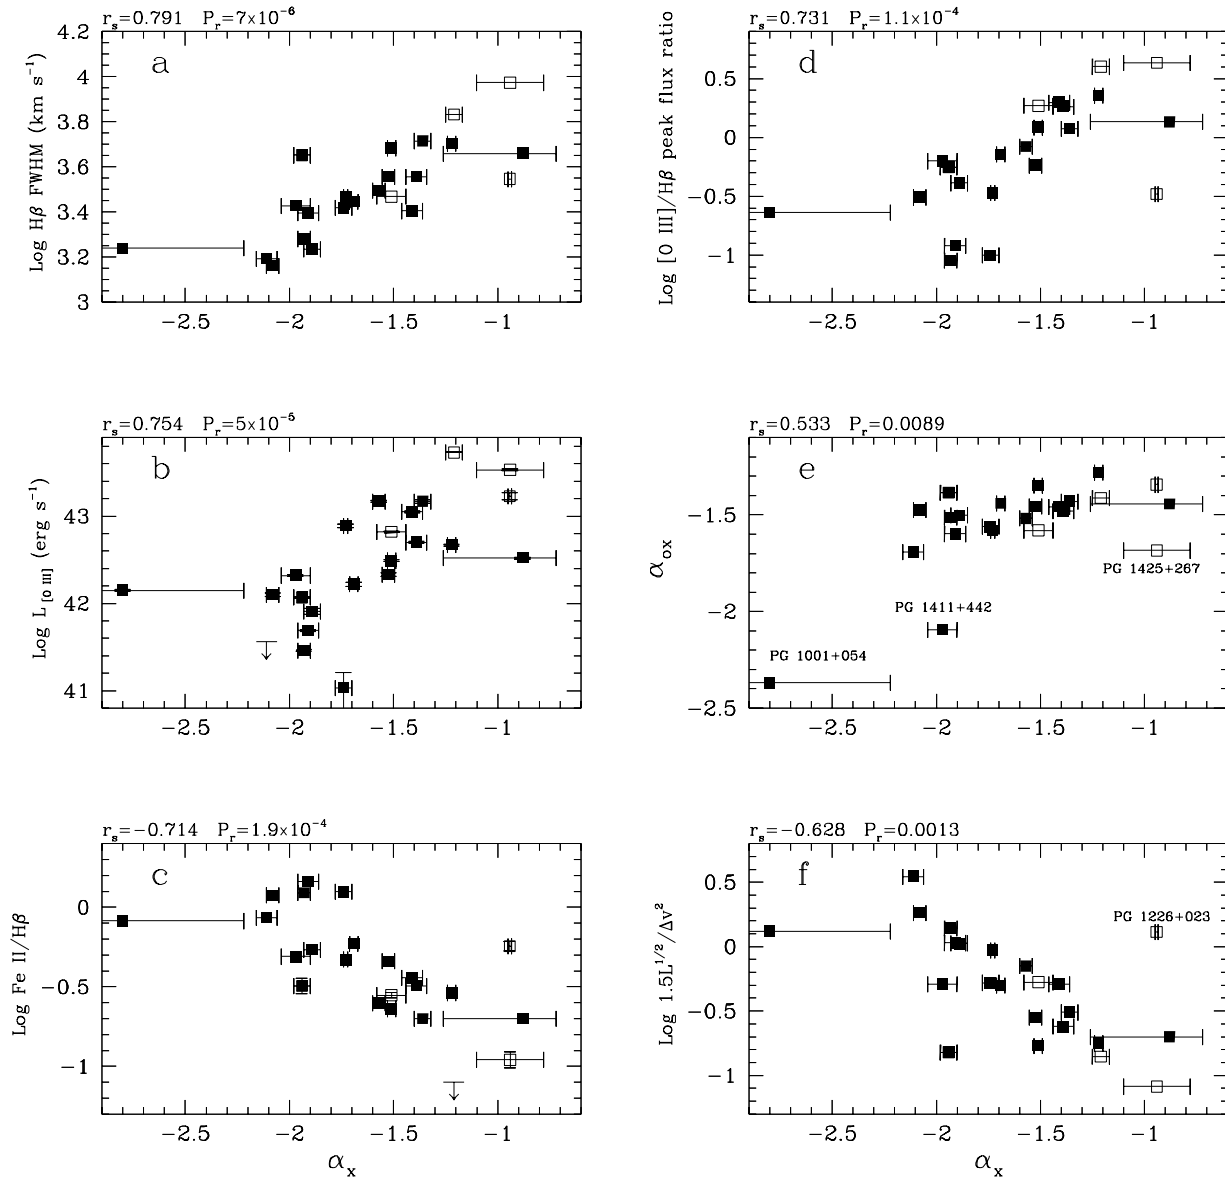 r_s=0.791 P_r=7×10^−6
a
Log Hβ FWHM (km s^−1)
4.2
4
3.8
3.6
3.4
3.2
3
−2.5 −2 −1.5 −1
r_s=0.731 P_r=1.1×10^−4
d
Log [O III]/Hβ peak flux ratio
0.5
0
−0.5
−1
−2.5 −2 −1.5 −1
r_s=0.754 P_r=5×10^−5
b
Log L_[O III] (erg s^−1)
43
42
41
−2.5 −2 −1.5 −1
r_s=0.533 P_r=0.0089
e
α_ox
−1.5
−2
−2.5
PG 1425+267
PG 1411+442
PG 1001+054
−2.5 −2 −1.5 −1
r_s=−0.714 P_r=1.9×10^−4
c
Log Fe II/Hβ
0
−0.5
−1
−2.5 −2 −1.5 −1
α_x
r_s=−0.628 P_r=0.0013
f
Log 1.5L^1/2/Δv^2
0.5
0
−0.5
−1
PG 1226+023
−2.5 −2 −1.5 −1
α_x